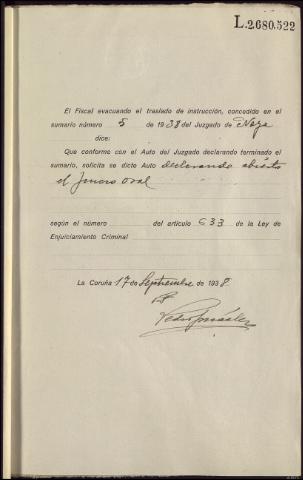 L.2680.522
El Fiscal evacuando el traslado de instrucción, concedido en el
sumario número 5 de 1938 del Juzgado de Noya
dice:
Que conforme con el Auto del Juzgado declarando terminado el
sumario, solicita se dicte Auto declarando abierto
el Juicio Oral
según el número del artículo 633 de la Ley de
Enjuiciamiento Criminal
La Coruña 17 de Septiembre de 1938.
Pedro González